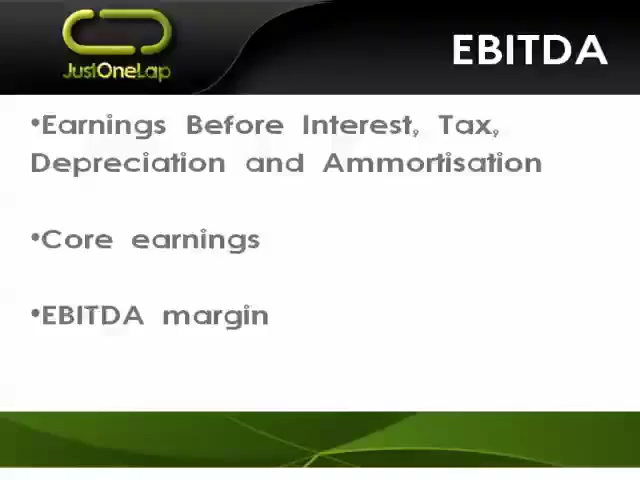 JustOneLap
EBITDA
•Earnings Before Interest, Tax,
Depreciation and Ammortisation
•Core earnings
•EBITDA margin